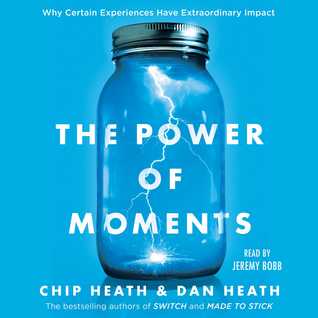 Why Certain Experiences Have Extraordinary Impact
THE POWER
OF
MOMENTS
READ BY
JEREMY BOBB
CHIP HEATH & DAN HEATH
The bestselling authors of SWITCH and MADE TO STICK